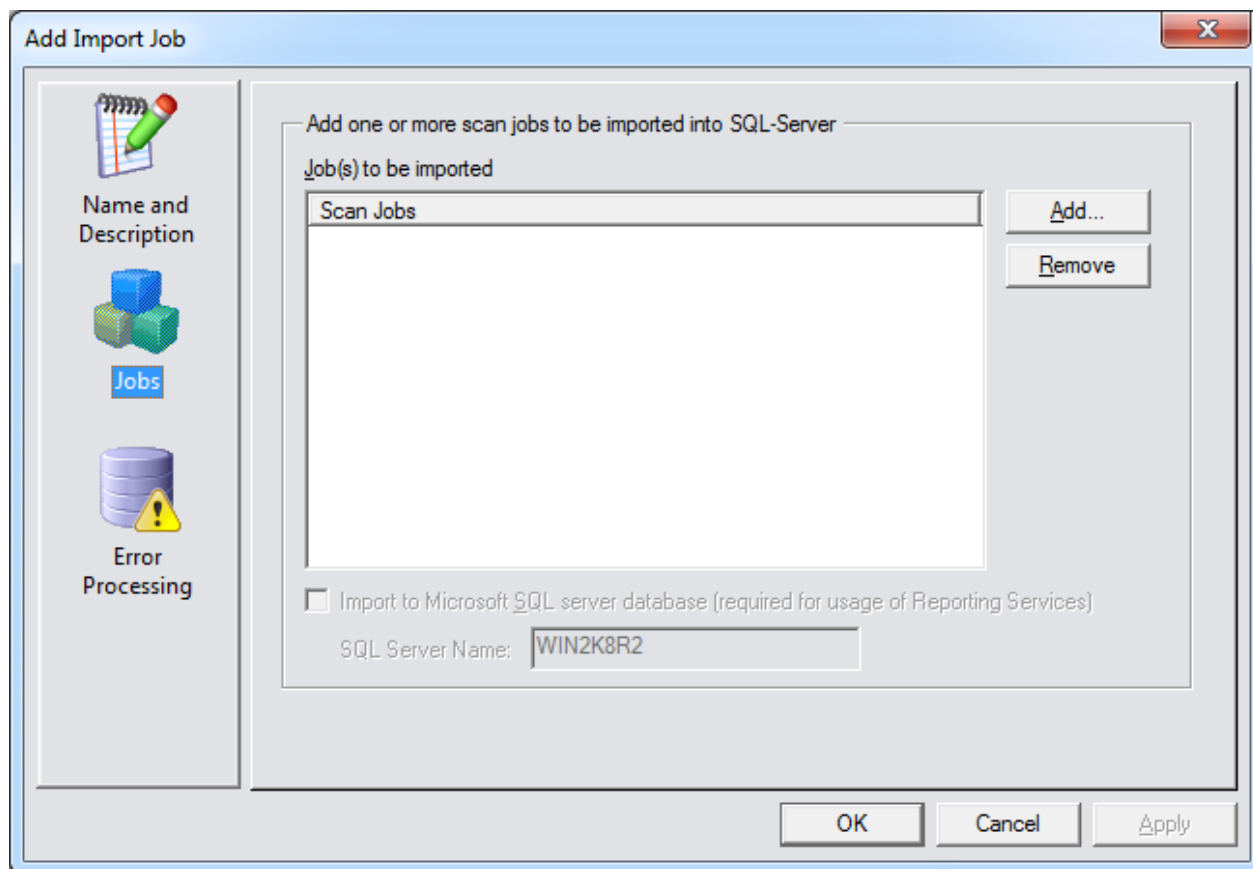 Add Import Job
Name and
Description
Jobs
Error
Processing
Add one or more scan jobs to be imported into SQL-Server
Job(s) to be imported
Scan Jobs
Add...
Remove
Import to Microsoft SQL server database (required for usage of Reporting Services)
SQL Server Name: WIN2K8R2
OK Cancel Apply